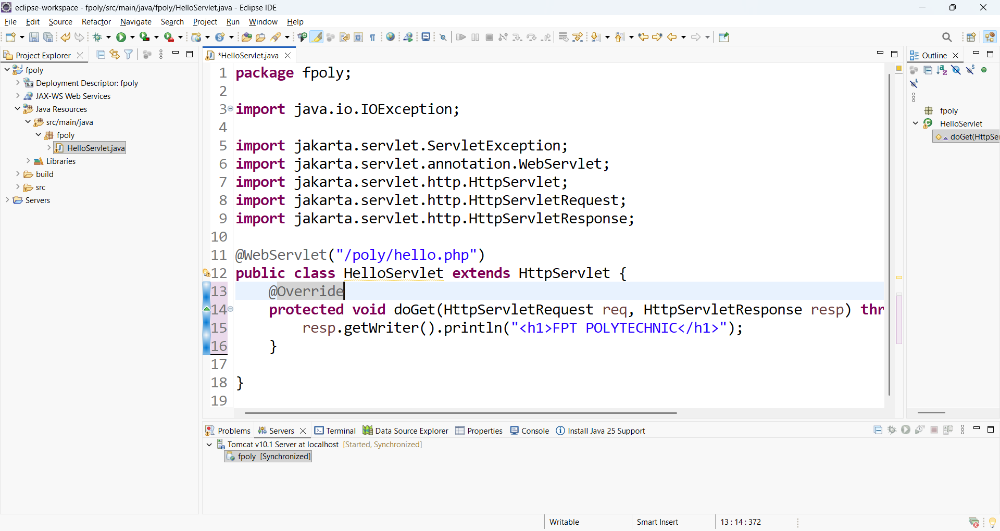 eclipse-workspace - fpoly/src/main/java/fpoly/HelloServlet.java - Eclipse IDE
File Edit Source Refactor Navigate Search Project Run Window Help
Project Explorer
fpoly
Deployment Descriptor: fpoly
JAX-WS Web Services
Java Resources
src/main/java
fpoly
HelloServlet.java
Libraries
build
src
Servers
*HelloServlet.java
1 package fpoly;
2
3 import java.io.IOException;
4
5 import jakarta.servlet.ServletException;
6 import jakarta.servlet.annotation.WebServlet;
7 import jakarta.servlet.http.HttpServlet;
8 import jakarta.servlet.http.HttpServletRequest;
9 import jakarta.servlet.http.HttpServletResponse;
10
11 @WebServlet("/poly/hello.php")
12 public class HelloServlet extends HttpServlet {
13 @Override
14 protected void doGet(HttpServletRequest req, HttpServletResponse resp) thr
15 resp.getWriter().println("<h1>FPT POLYTECHNIC</h1>");
16 }
17
18 }
19
Outline
fpoly
HelloServlet
doGet(HttpSer
Problems Servers Terminal Data Source Explorer Properties Console Install Java 25 Support
Tomcat v10.1 Server at localhost [Started, Synchronized]
fpoly [Synchronized]
Writable Smart Insert 13 : 14 : 372